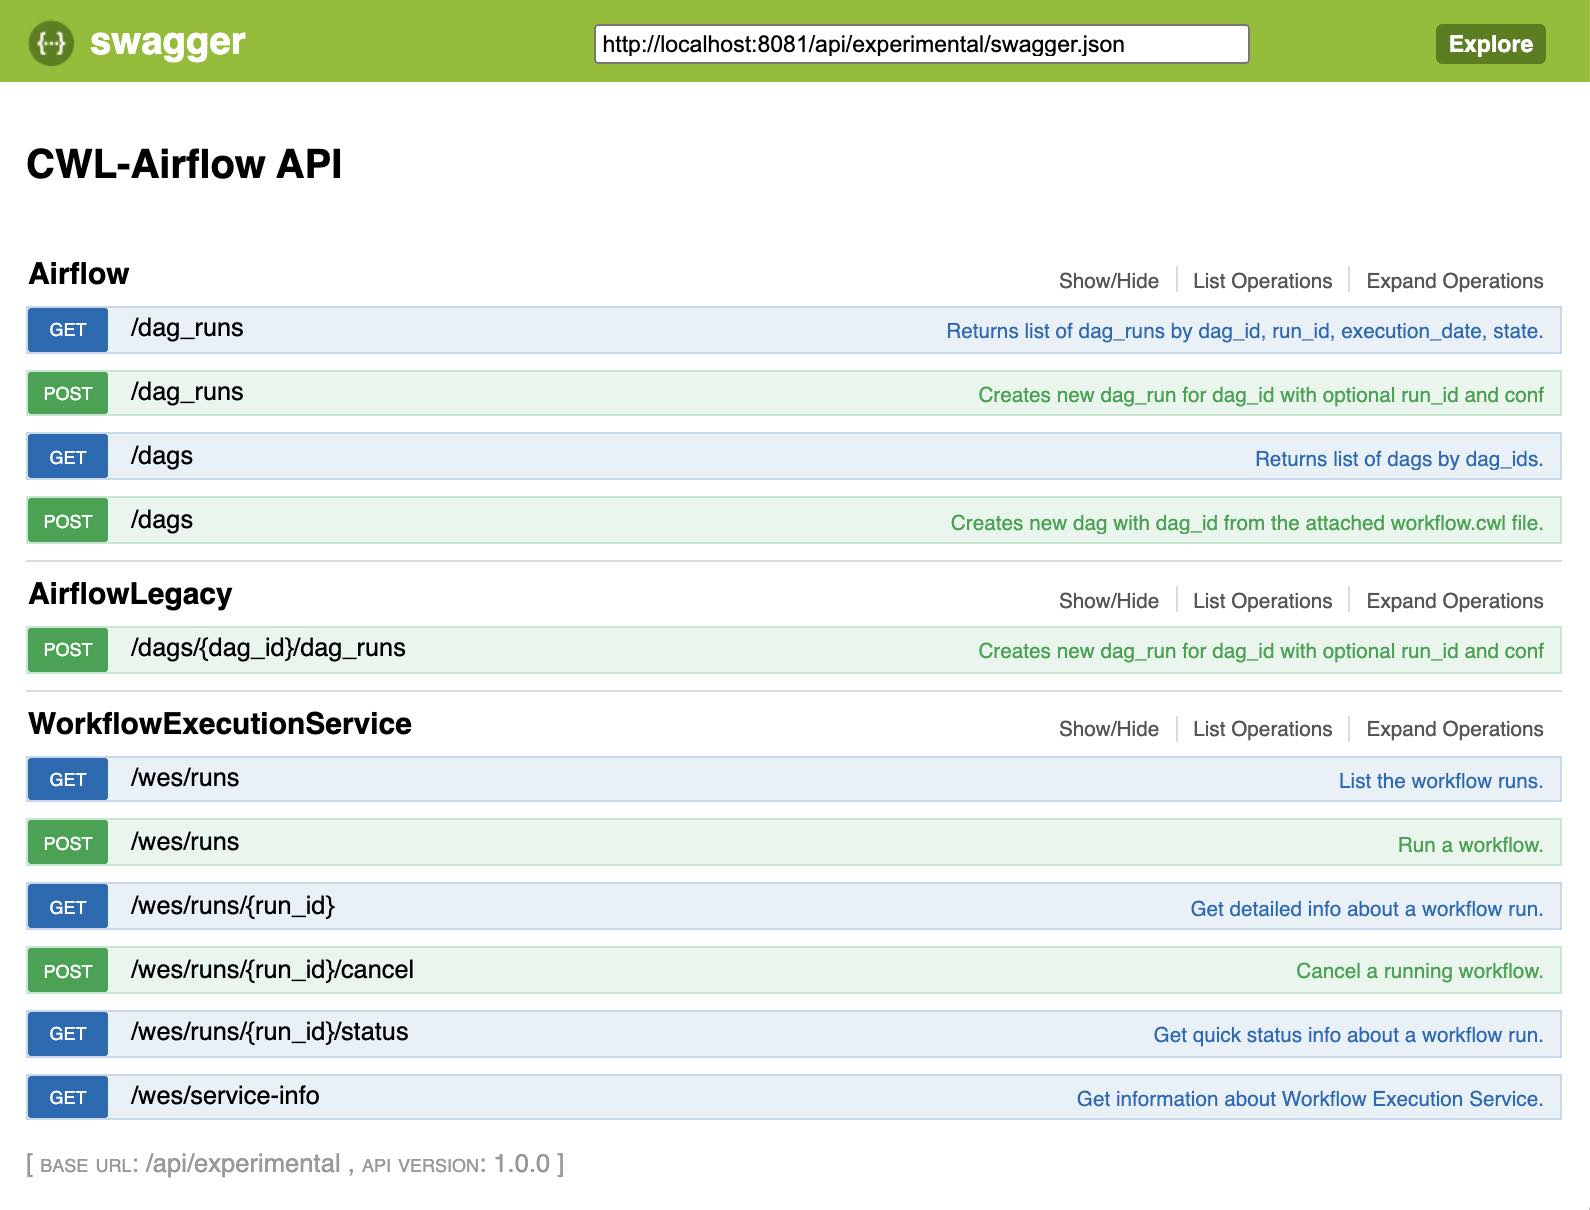 {···} swagger http://localhost:8081/api/experimental/swagger.json Explore
CWL-Airflow API
Airflow Show/Hide List Operations Expand Operations
GET /dag_runs Returns list of dag_runs by dag_id, run_id, execution_date, state.
POST /dag_runs Creates new dag_run for dag_id with optional run_id and conf
GET /dags Returns list of dags by dag_ids.
POST /dags Creates new dag with dag_id from the attached workflow.cwl file.
AirflowLegacy Show/Hide List Operations Expand Operations
POST /dags/{dag_id}/dag_runs Creates new dag_run for dag_id with optional run_id and conf
WorkflowExecutionService Show/Hide List Operations Expand Operations
GET /wes/runs List the workflow runs.
POST /wes/runs Run a workflow.
GET /wes/runs/{run_id} Get detailed info about a workflow run.
POST /wes/runs/{run_id}/cancel Cancel a running workflow.
GET /wes/runs/{run_id}/status Get quick status info about a workflow run.
GET /wes/service-info Get information about Workflow Execution Service.
[ BASE URL: /api/experimental , API VERSION: 1.0.0 ]